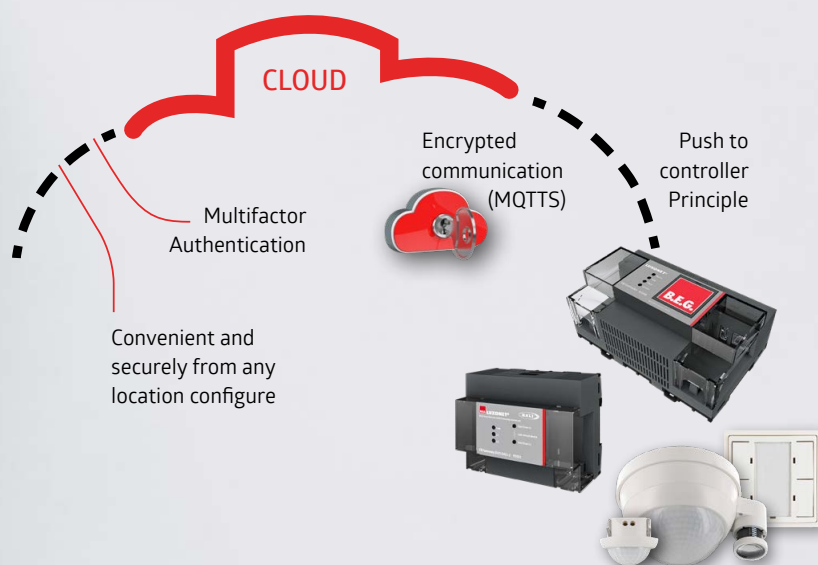 CLOUD
Encrypted
communication
(MQTTS)
Push to
controller
Principle
Multifactor
Authentication
Convenient and
securely from any
location configure
B.E.G.